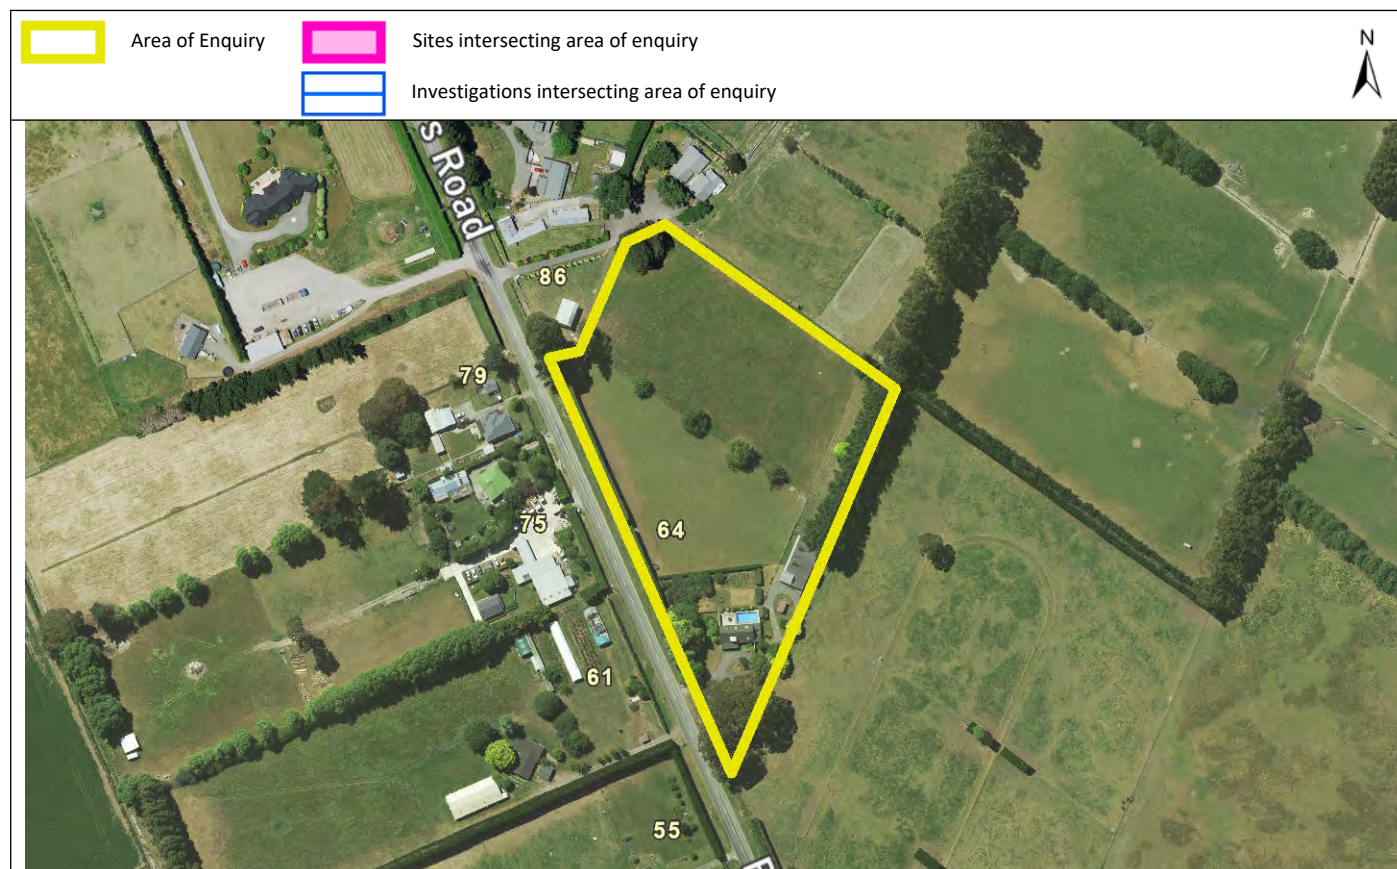 Area of Enquiry
Sites intersecting area of enquiry
N
Investigations intersecting area of enquiry
s Road
86
79
64
75
61
55